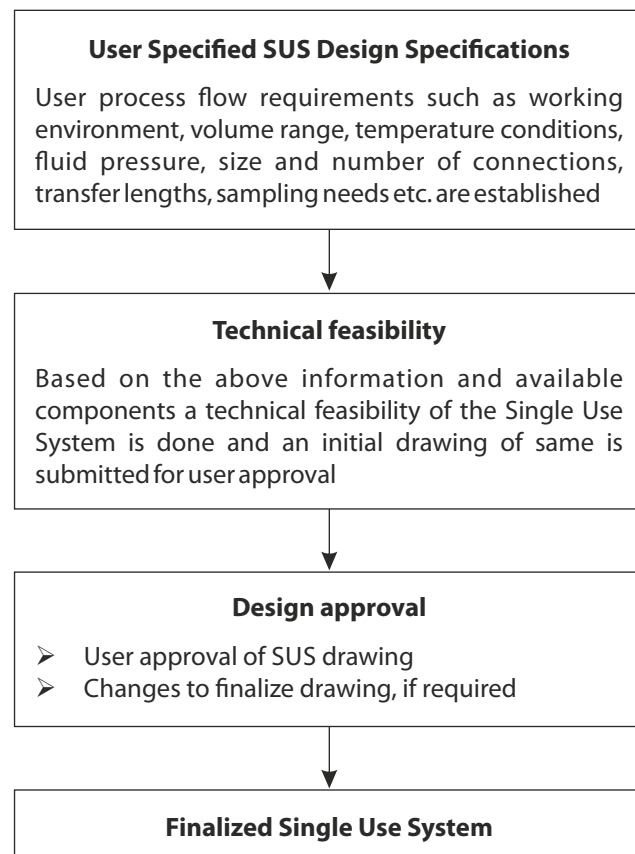 User Specified SUS Design Specifications
User process flow requirements such as working
environment, volume range, temperature conditions,
fluid pressure, size and number of connections,
transfer lengths, sampling needs etc. are established
Technical feasibility
Based on the above information and available
components a technical feasibility of the Single Use
System is done and an initial drawing of same is
submitted for user approval
Design approval
➢ User approval of SUS drawing
➢ Changes to finalize drawing, if required
Finalized Single Use System